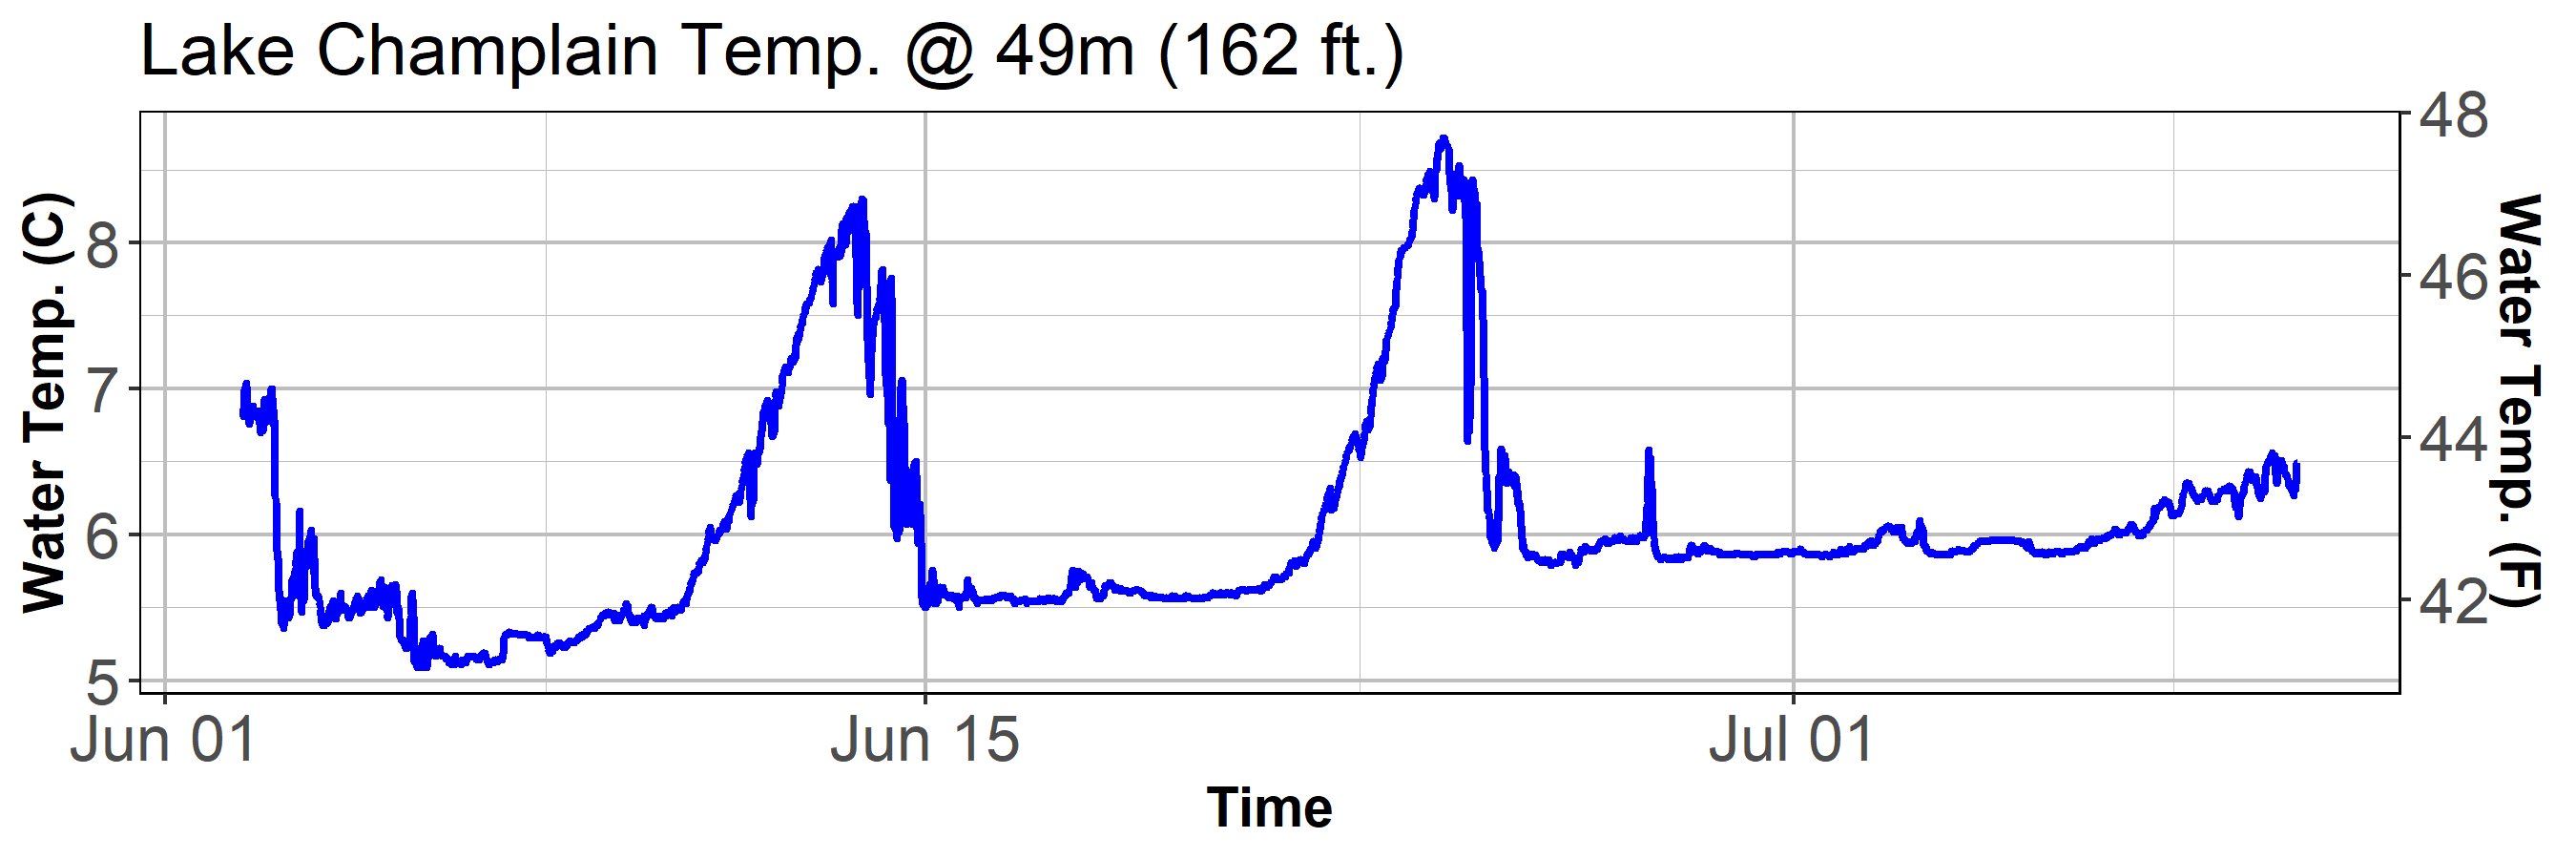 Lake Champlain Temp. @ 49m (162 ft.)
Water Temp. (C)
8
7
6
5
48
46
44
42
Water Temp. (F)
Jun 01
Jun 15
Jul 01
Time